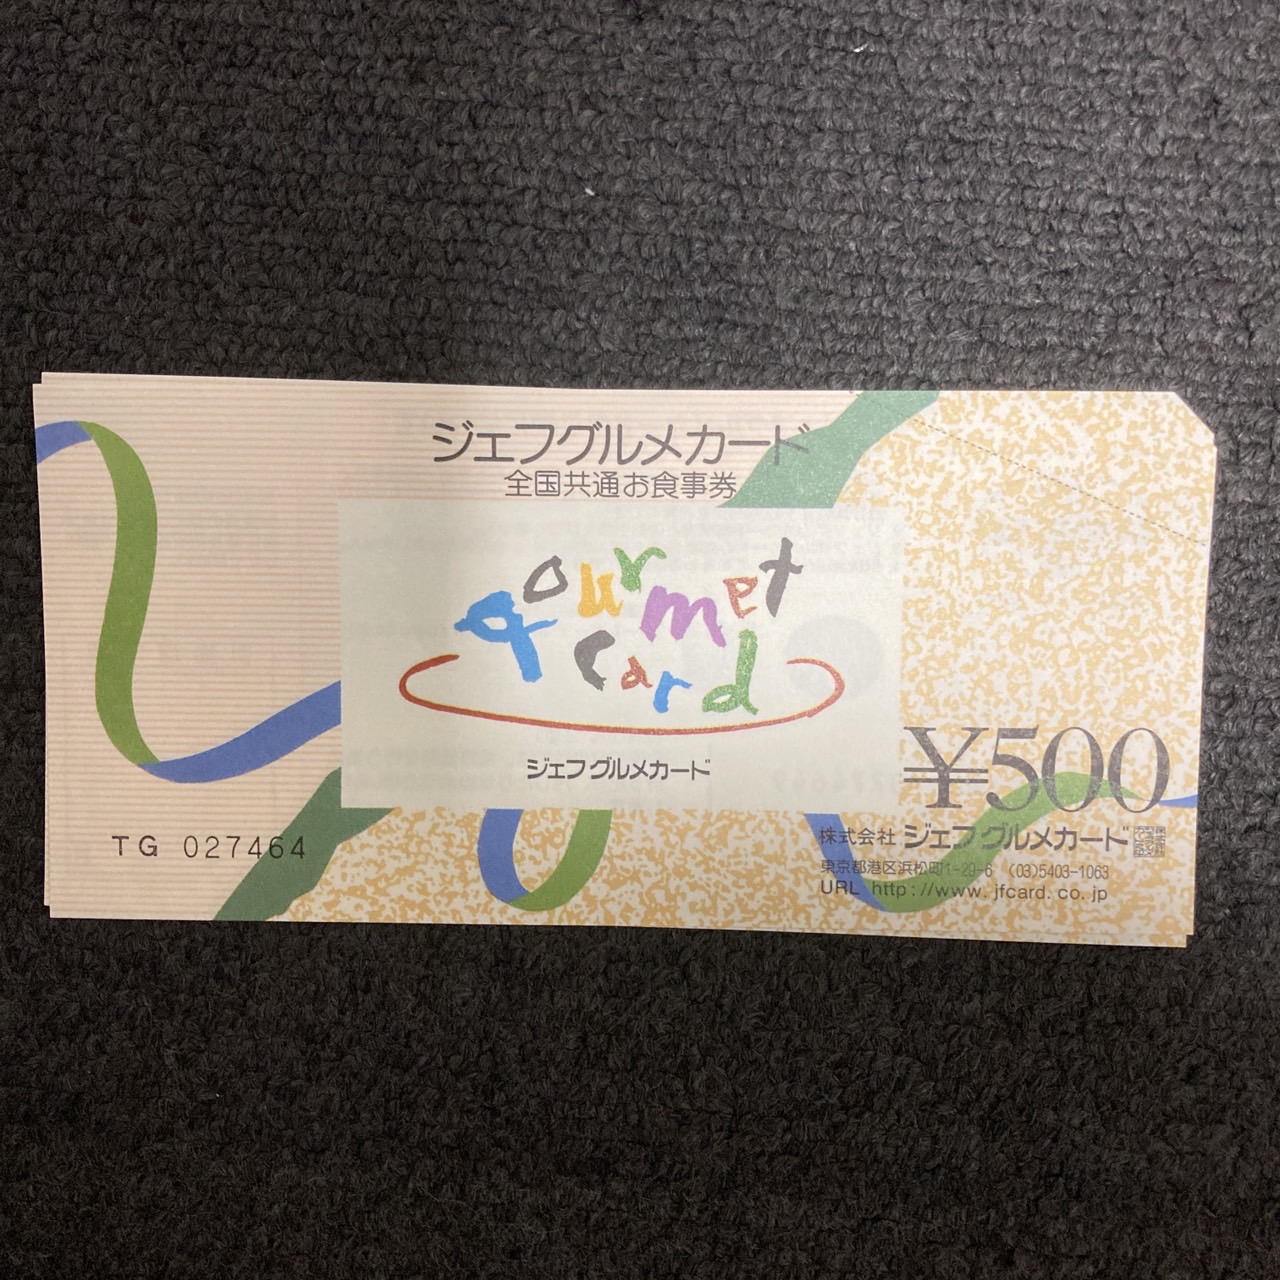 ジェフグルメカード
全国共通お食事券
gourmet
card
ジェフグルメカード
¥500
TG 027464
株式会社 ジェフグルメカード
東京都港区浜松町1-29-6 (03)5403-1063
URL http://www.jfcard.co.jp